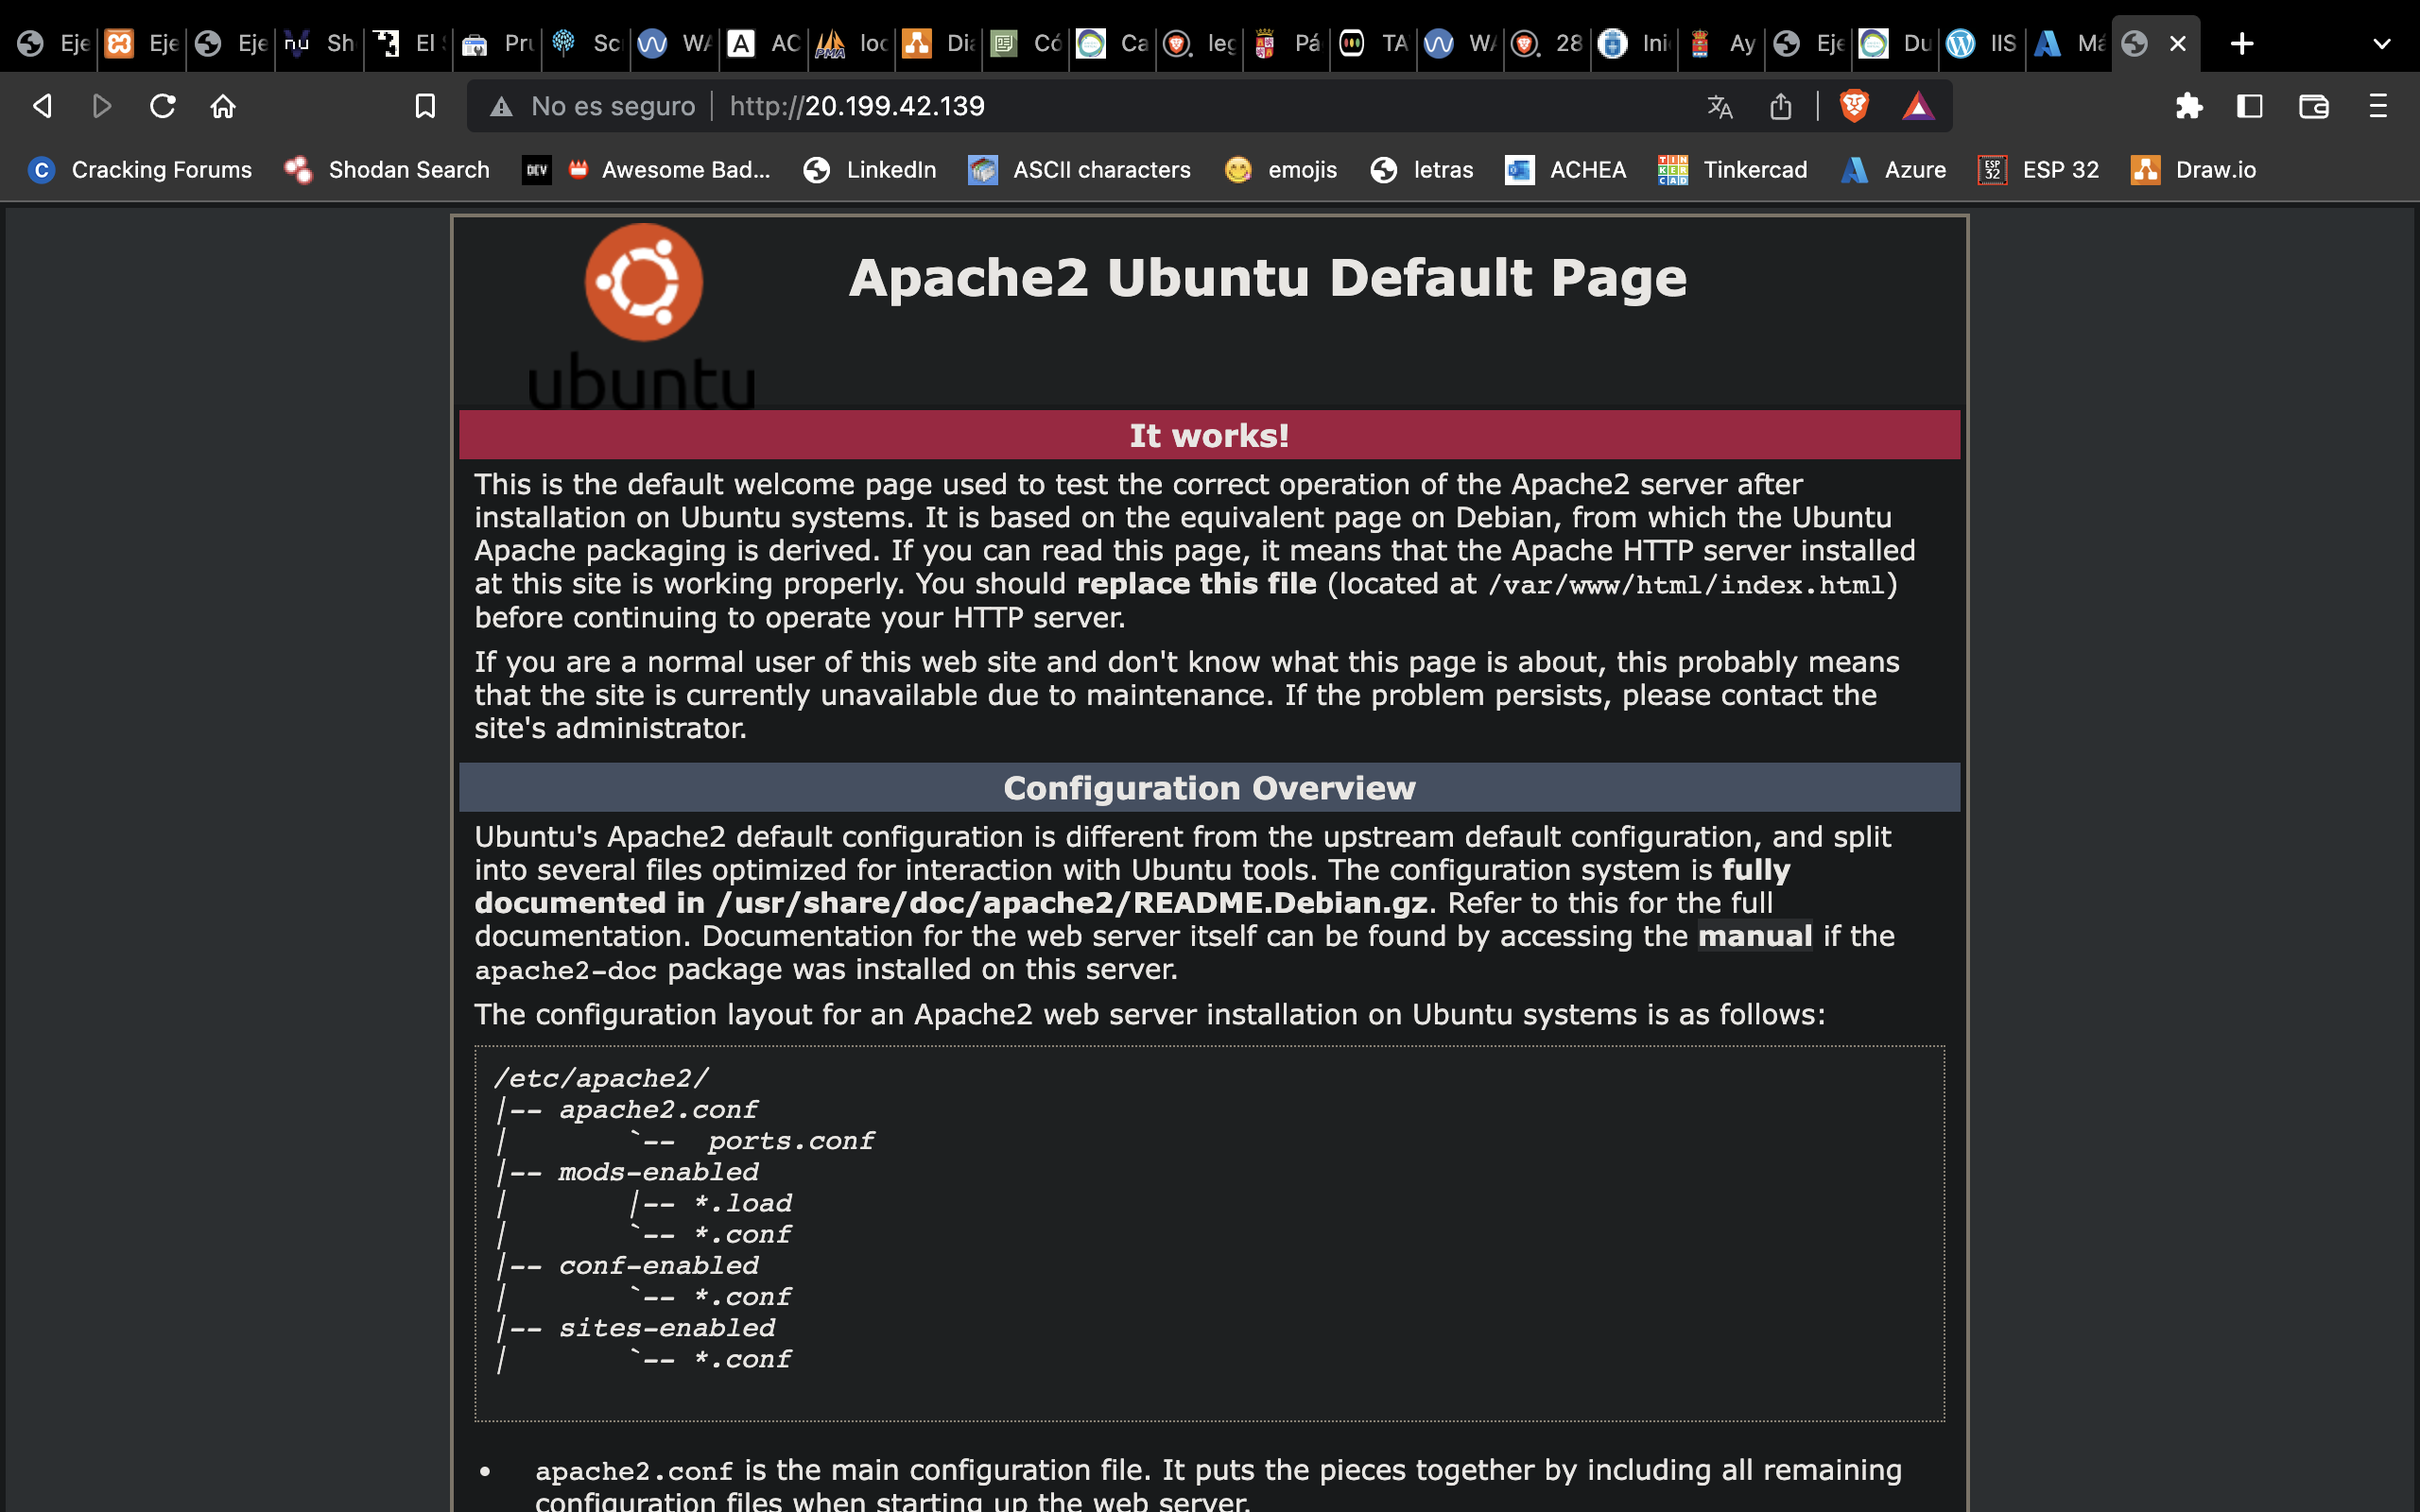 Eje Eje Eje Sh El Pru Sc WA AC loc Dia Có Ca leg Pá TA WA 28 Ini Ay Eje Du IIS Má
No es seguro | http://20.199.42.139
Cracking Forums Shodan Search Awesome Bad... LinkedIn ASCII characters emojis letras ACHEA Tinkercad Azure ESP 32 Draw.io
ubuntu
Apache2 Ubuntu Default Page
It works!
This is the default welcome page used to test the correct operation of the Apache2 server after
installation on Ubuntu systems. It is based on the equivalent page on Debian, from which the Ubuntu
Apache packaging is derived. If you can read this page, it means that the Apache HTTP server installed
at this site is working properly. You should replace this file (located at /var/www/html/index.html)
before continuing to operate your HTTP server.
If you are a normal user of this web site and don't know what this page is about, this probably means
that the site is currently unavailable due to maintenance. If the problem persists, please contact the
site's administrator.
Configuration Overview
Ubuntu's Apache2 default configuration is different from the upstream default configuration, and split
into several files optimized for interaction with Ubuntu tools. The configuration system is fully
documented in /usr/share/doc/apache2/README.Debian.gz. Refer to this for the full
documentation. Documentation for the web server itself can be found by accessing the manual if the
apache2-doc package was installed on this server.
The configuration layout for an Apache2 web server installation on Ubuntu systems is as follows:
/etc/apache2/
|-- apache2.conf
|       `--  ports.conf
|-- mods-enabled
|       |-- *.load
|       `-- *.conf
|-- conf-enabled
|       `-- *.conf
|-- sites-enabled
|       `-- *.conf
• apache2.conf is the main configuration file. It puts the pieces together by including all remaining
configuration files when starting up the web server.